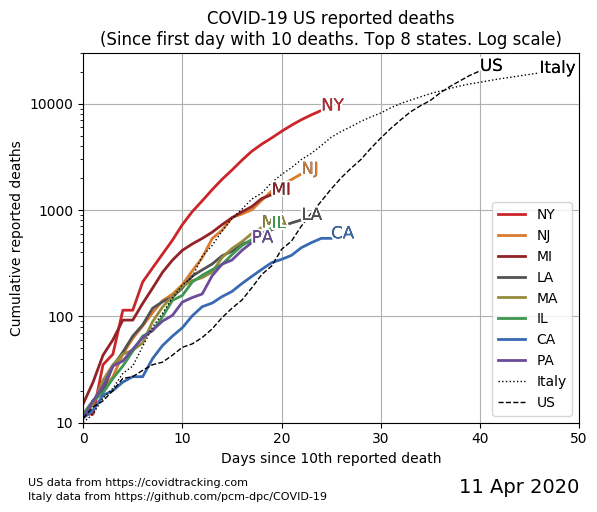 COVID-19 US reported deaths
(Since first day with 10 deaths. Top 8 states. Log scale)
Cumulative reported deaths
10000
1000
100
10
US
Italy
NY
NJ
MI
LA
MA
IL
PA
CA
NY
NJ
MI
LA
MA
IL
CA
PA
Italy
US
0 10 20 30 40 50
Days since 10th reported death
US data from https://covidtracking.com
Italy data from https://github.com/pcm-dpc/COVID-19
11 Apr 2020